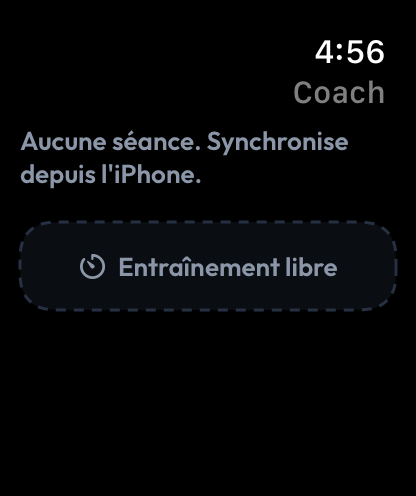 4:56
Coach
Aucune séance. Synchronise
depuis l'iPhone.
Entraînement libre